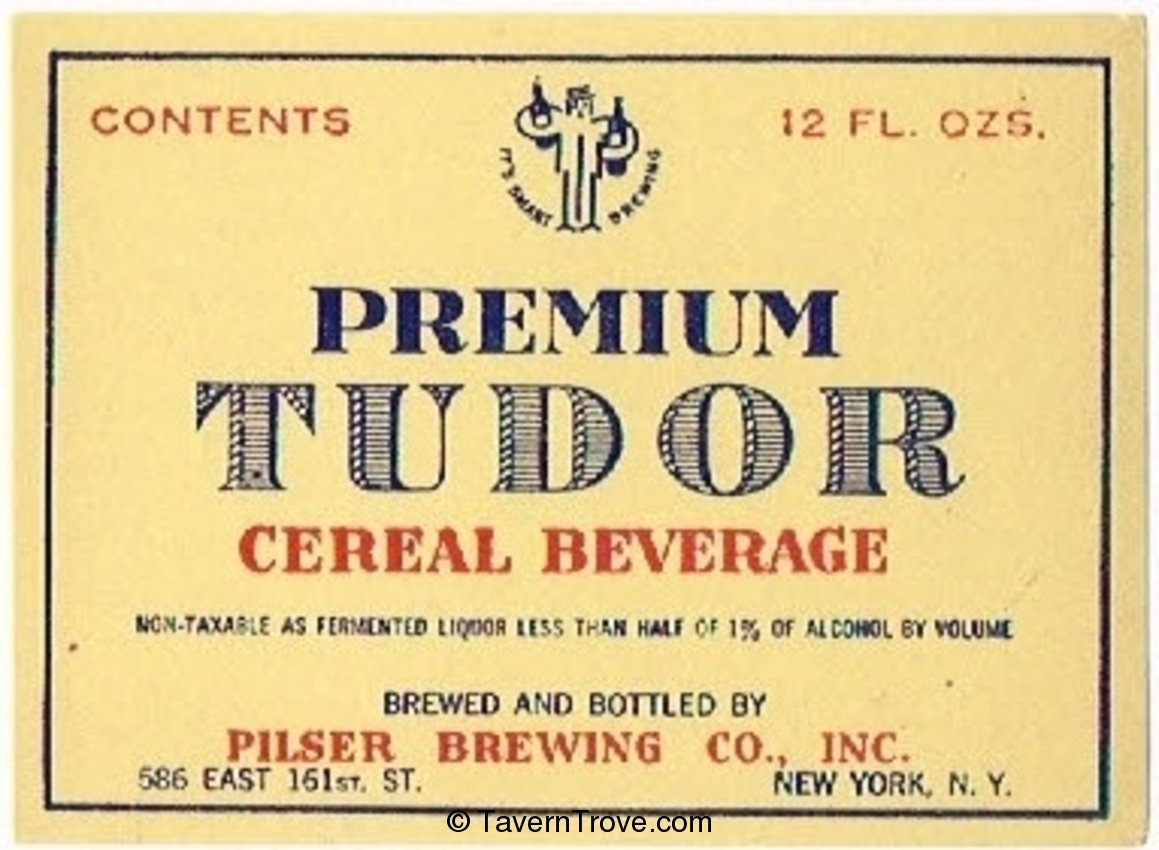 CONTENTS 12 FL. OZS.
IT'S SMART BREWING
PREMIUM
TUDOR
CEREAL BEVERAGE
NON-TAXABLE AS FERMENTED LIQUOR LESS THAN HALF OF 1% OF ALCOHOL BY VOLUME
BREWED AND BOTTLED BY
PILSER BREWING CO., INC.
586 EAST 161ST. ST. NEW YORK, N. Y.
© TavernTrove.com